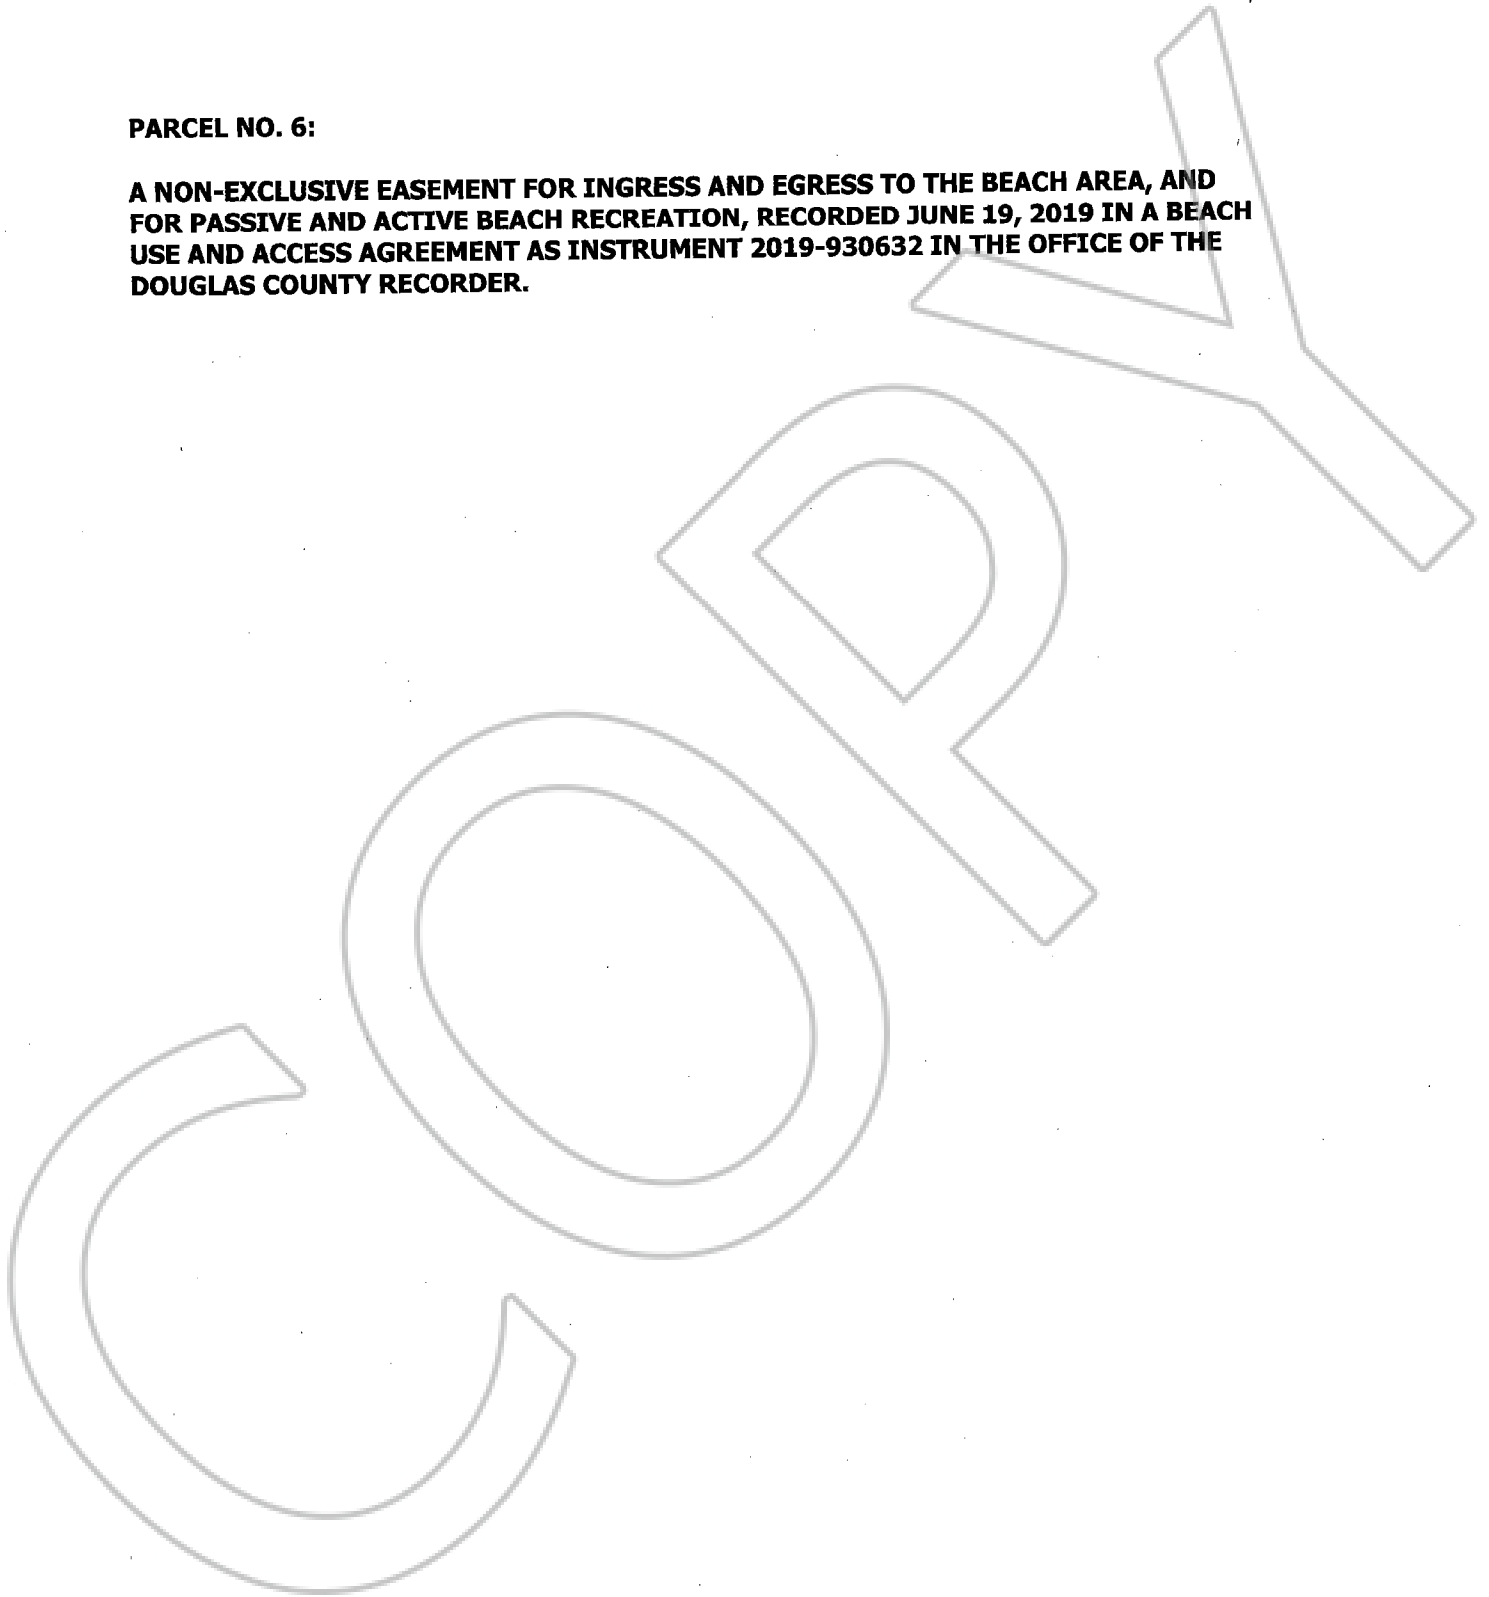 PARCEL NO. 6:
A NON-EXCLUSIVE EASEMENT FOR INGRESS AND EGRESS TO THE BEACH AREA, AND
FOR PASSIVE AND ACTIVE BEACH RECREATION, RECORDED JUNE 19, 2019 IN A BEACH
USE AND ACCESS AGREEMENT AS INSTRUMENT 2019-930632 IN THE OFFICE OF THE
DOUGLAS COUNTY RECORDER.
COPY